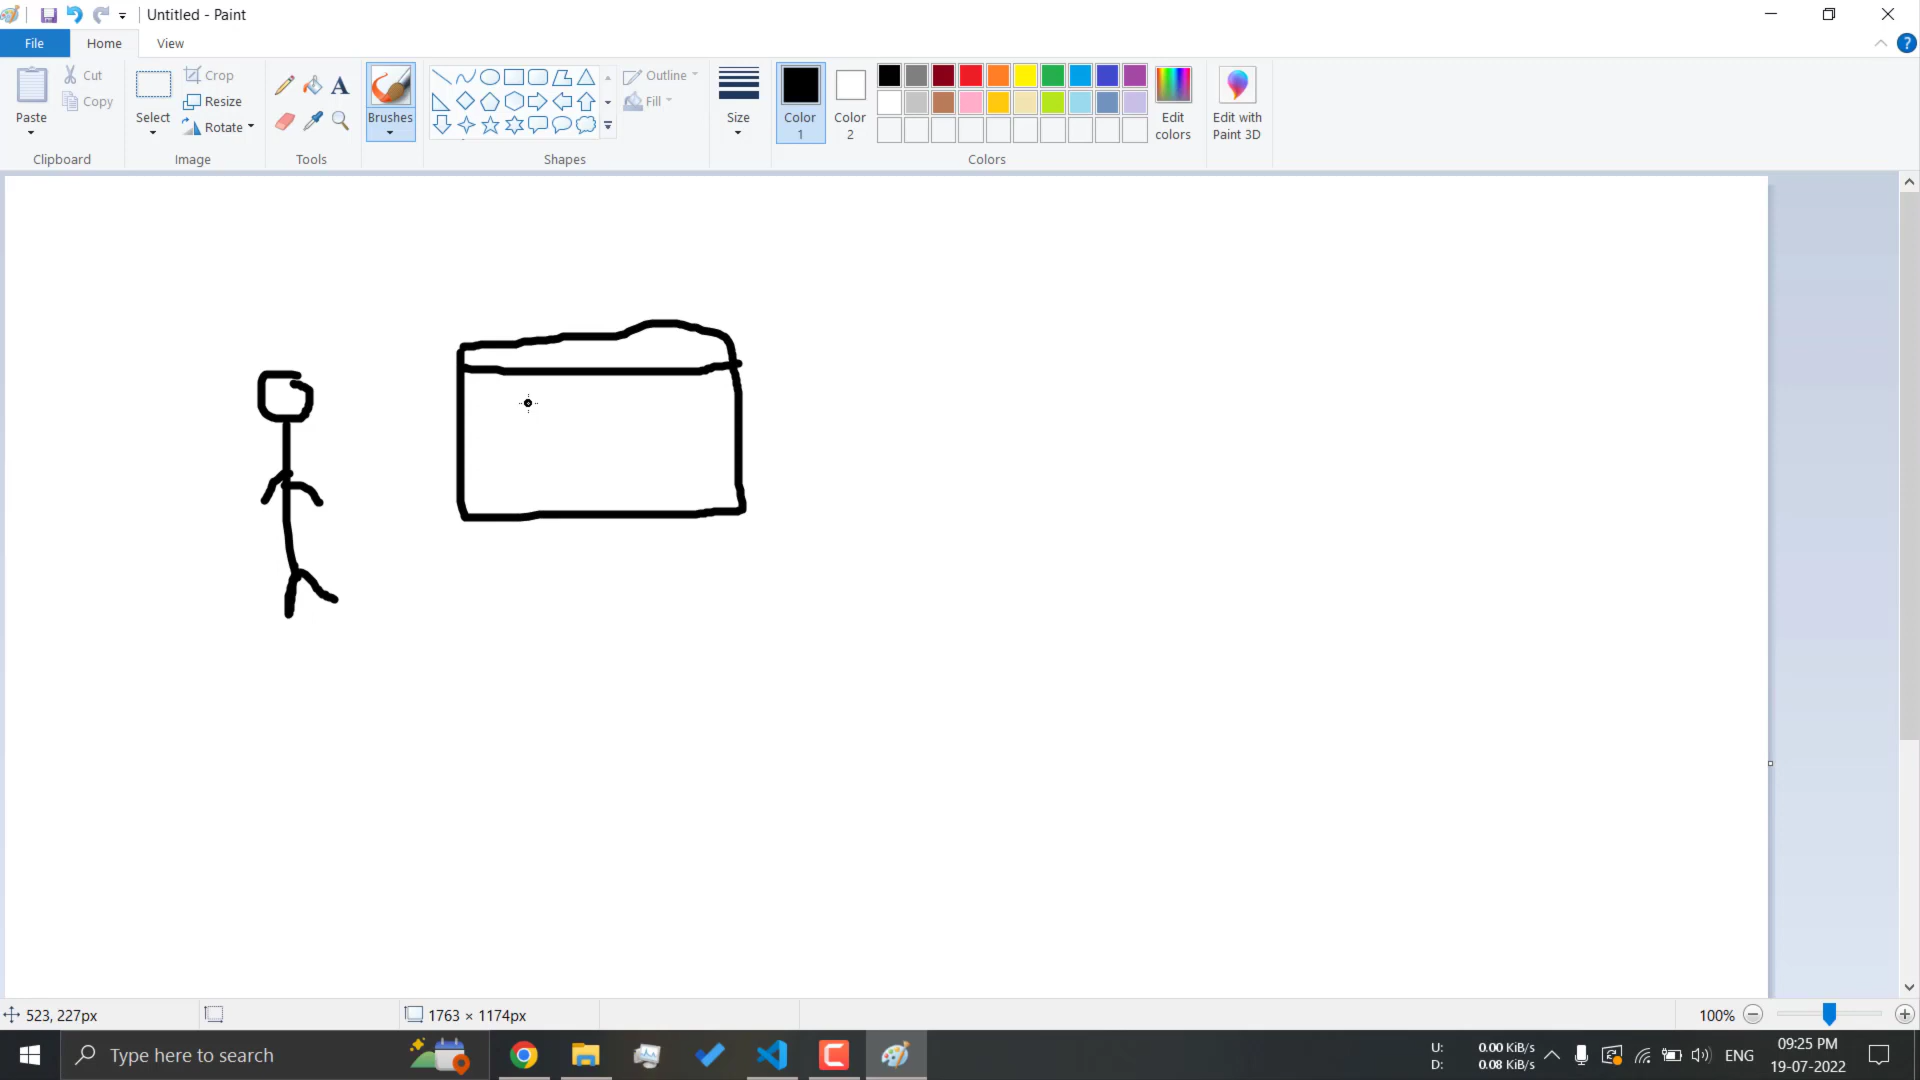 Untitled - Paint
File Home View
Paste
Cut
Copy
Clipboard
Select
Crop
Resize
Rotate
Image
A
Tools
Brushes
Outline
Fill
Shapes
Size
Color 1
Color 2
Edit colors
Colors
Edit with Paint 3D
?
523, 227px
1763 × 1174px
100%
Type here to search
U: 0.00 KiB/s
D: 0.08 KiB/s
ENG
09:25 PM
19-07-2022